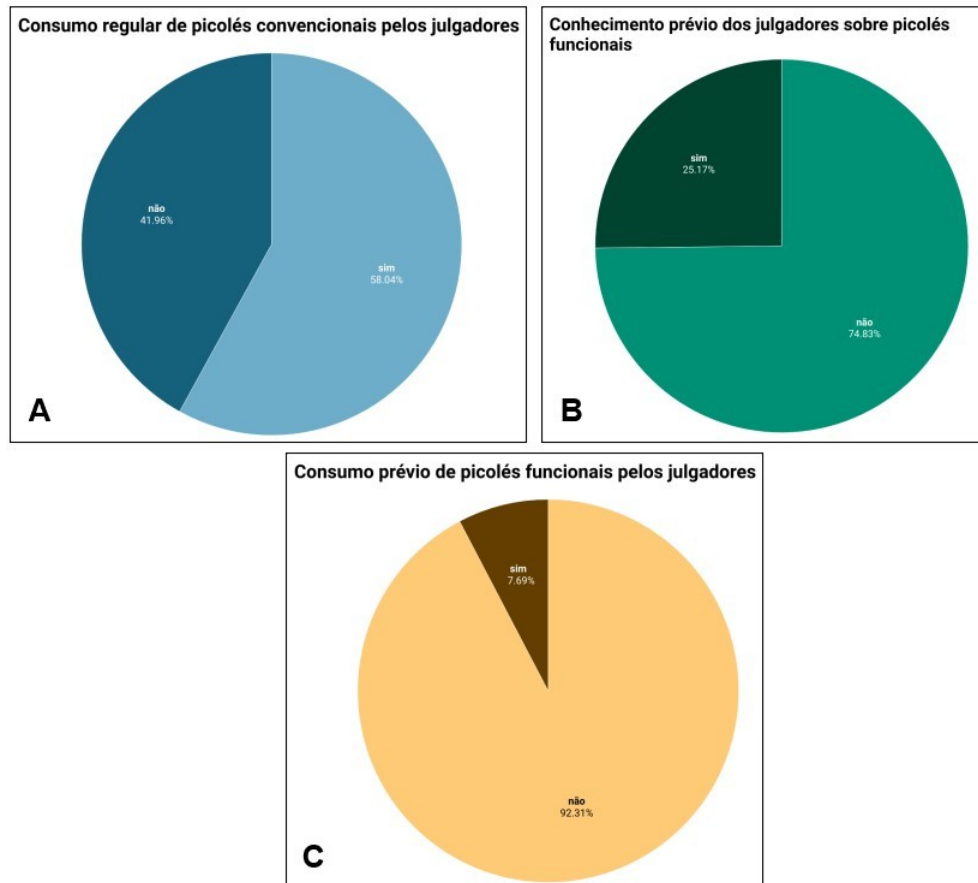 Consumo regular de picolés convencionais pelos julgadores
não
41.96%
sim
58.04%
A
Conhecimento prévio dos julgadores sobre picolés
funcionais
sim
25.17%
não
74.83%
B
Consumo prévio de picolés funcionais pelos julgadores
sim
7.69%
não
92.31%
C